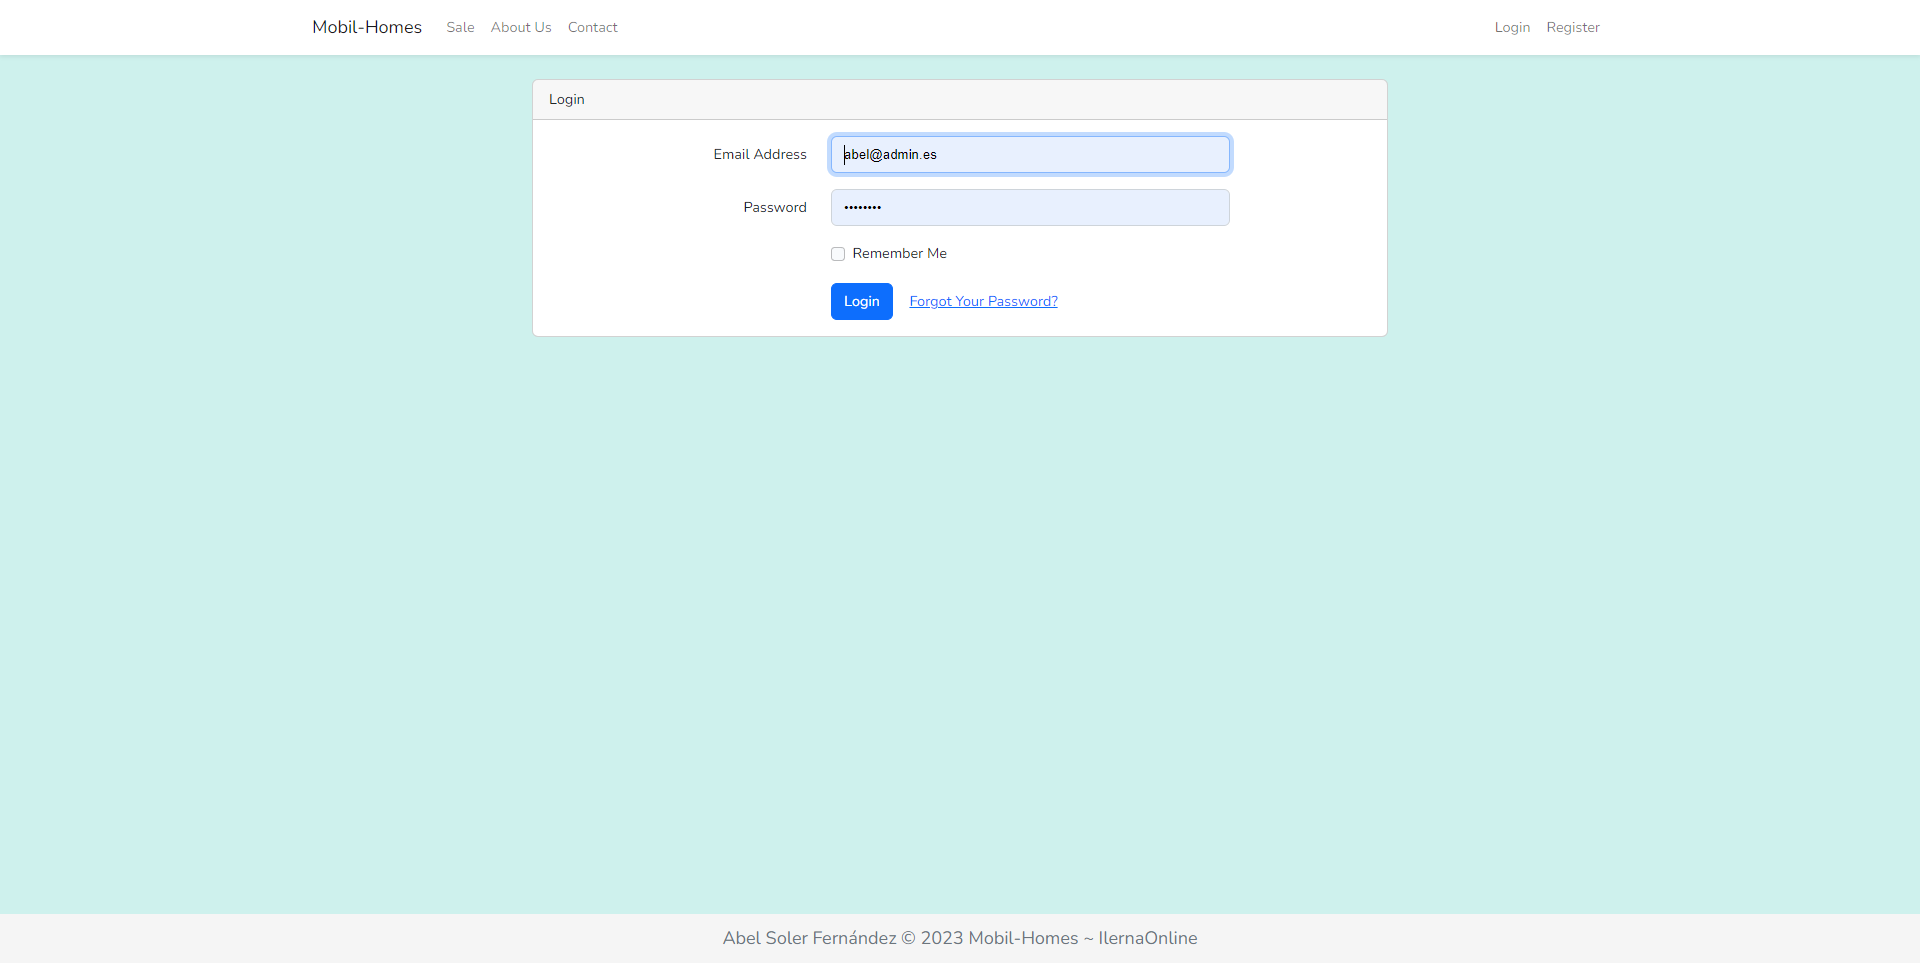 Mobil-Homes Sale About Us Contact Login Register
Login
Email Address abel@admin.es
Password ••••••••
Remember Me
Login Forgot Your Password?
Abel Soler Fernández © 2023 Mobil-Homes ~ IlernaOnline